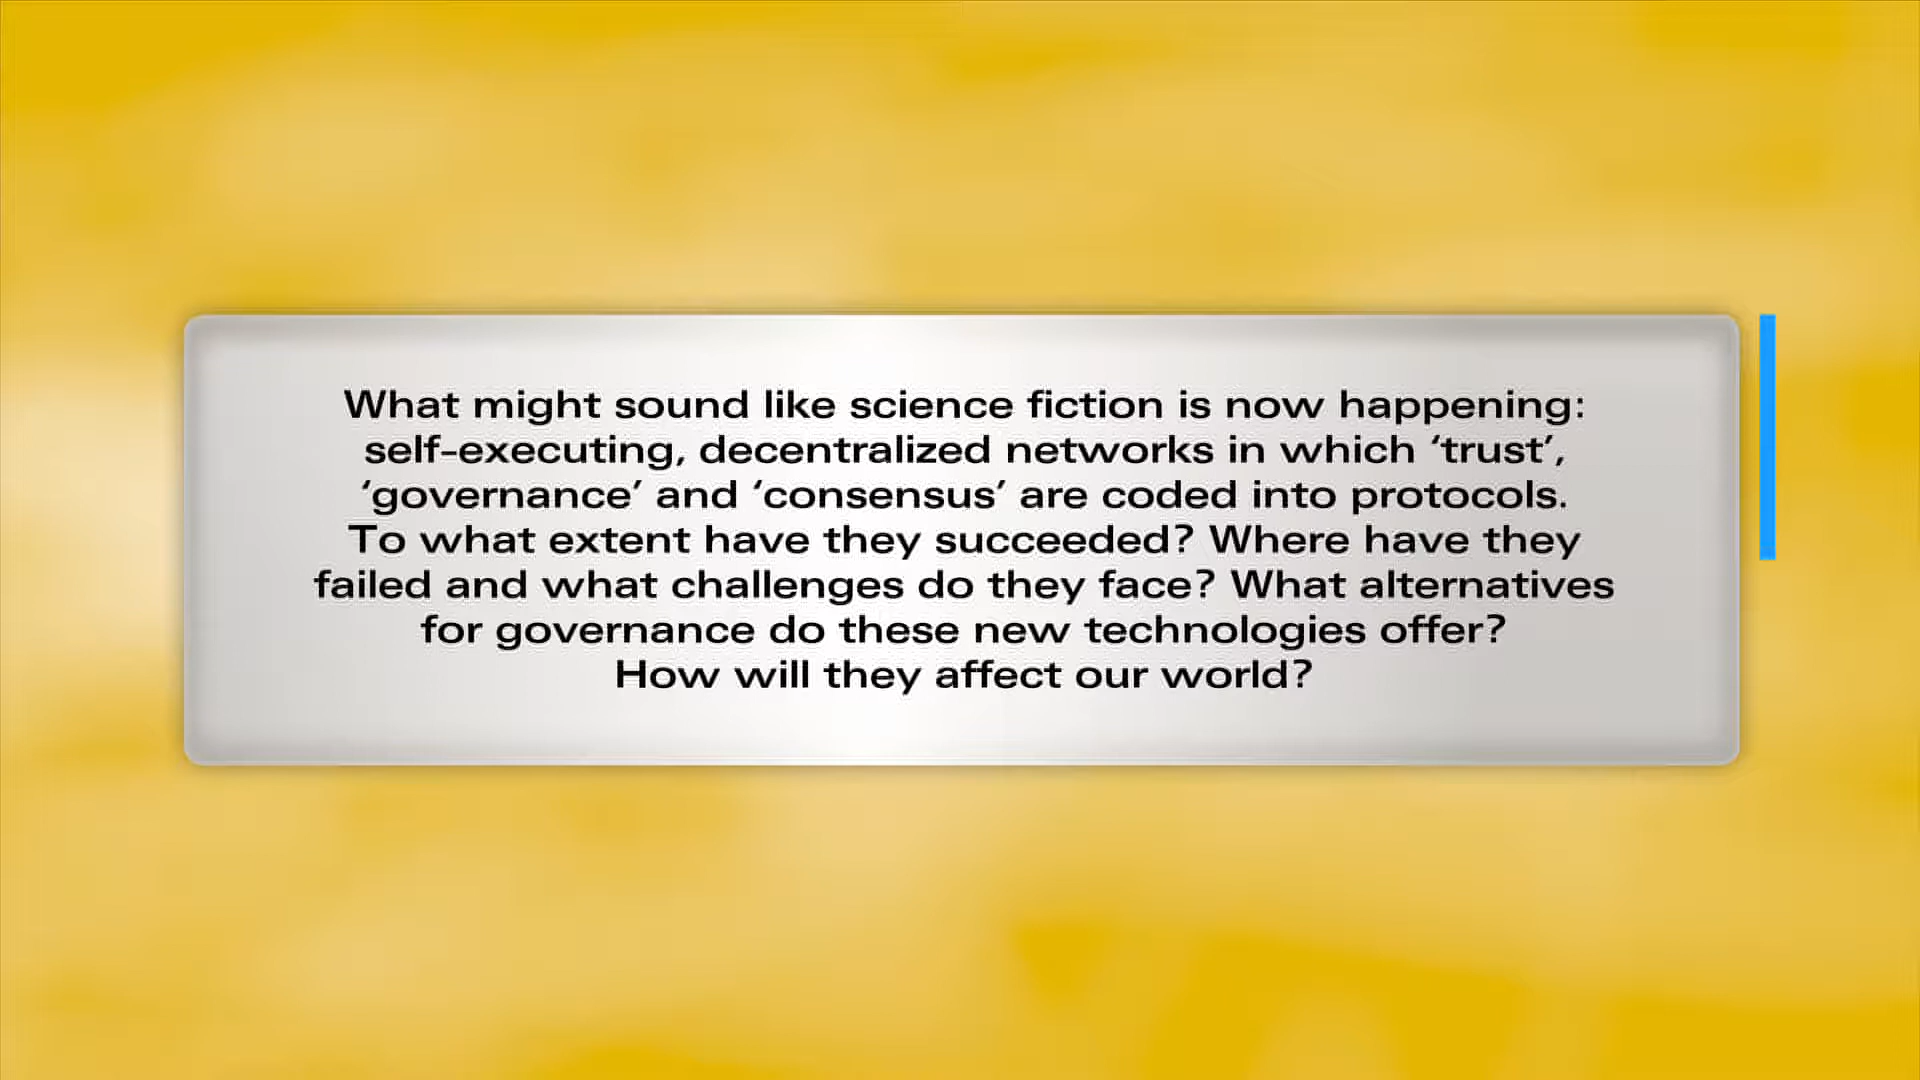 What might sound like science fiction is now happening:
self-executing, decentralized networks in which ‘trust’,
‘governance’ and ‘consensus’ are coded into protocols.
To what extent have they succeeded? Where have they
failed and what challenges do they face? What alternatives
for governance do these new technologies offer?
How will they affect our world?